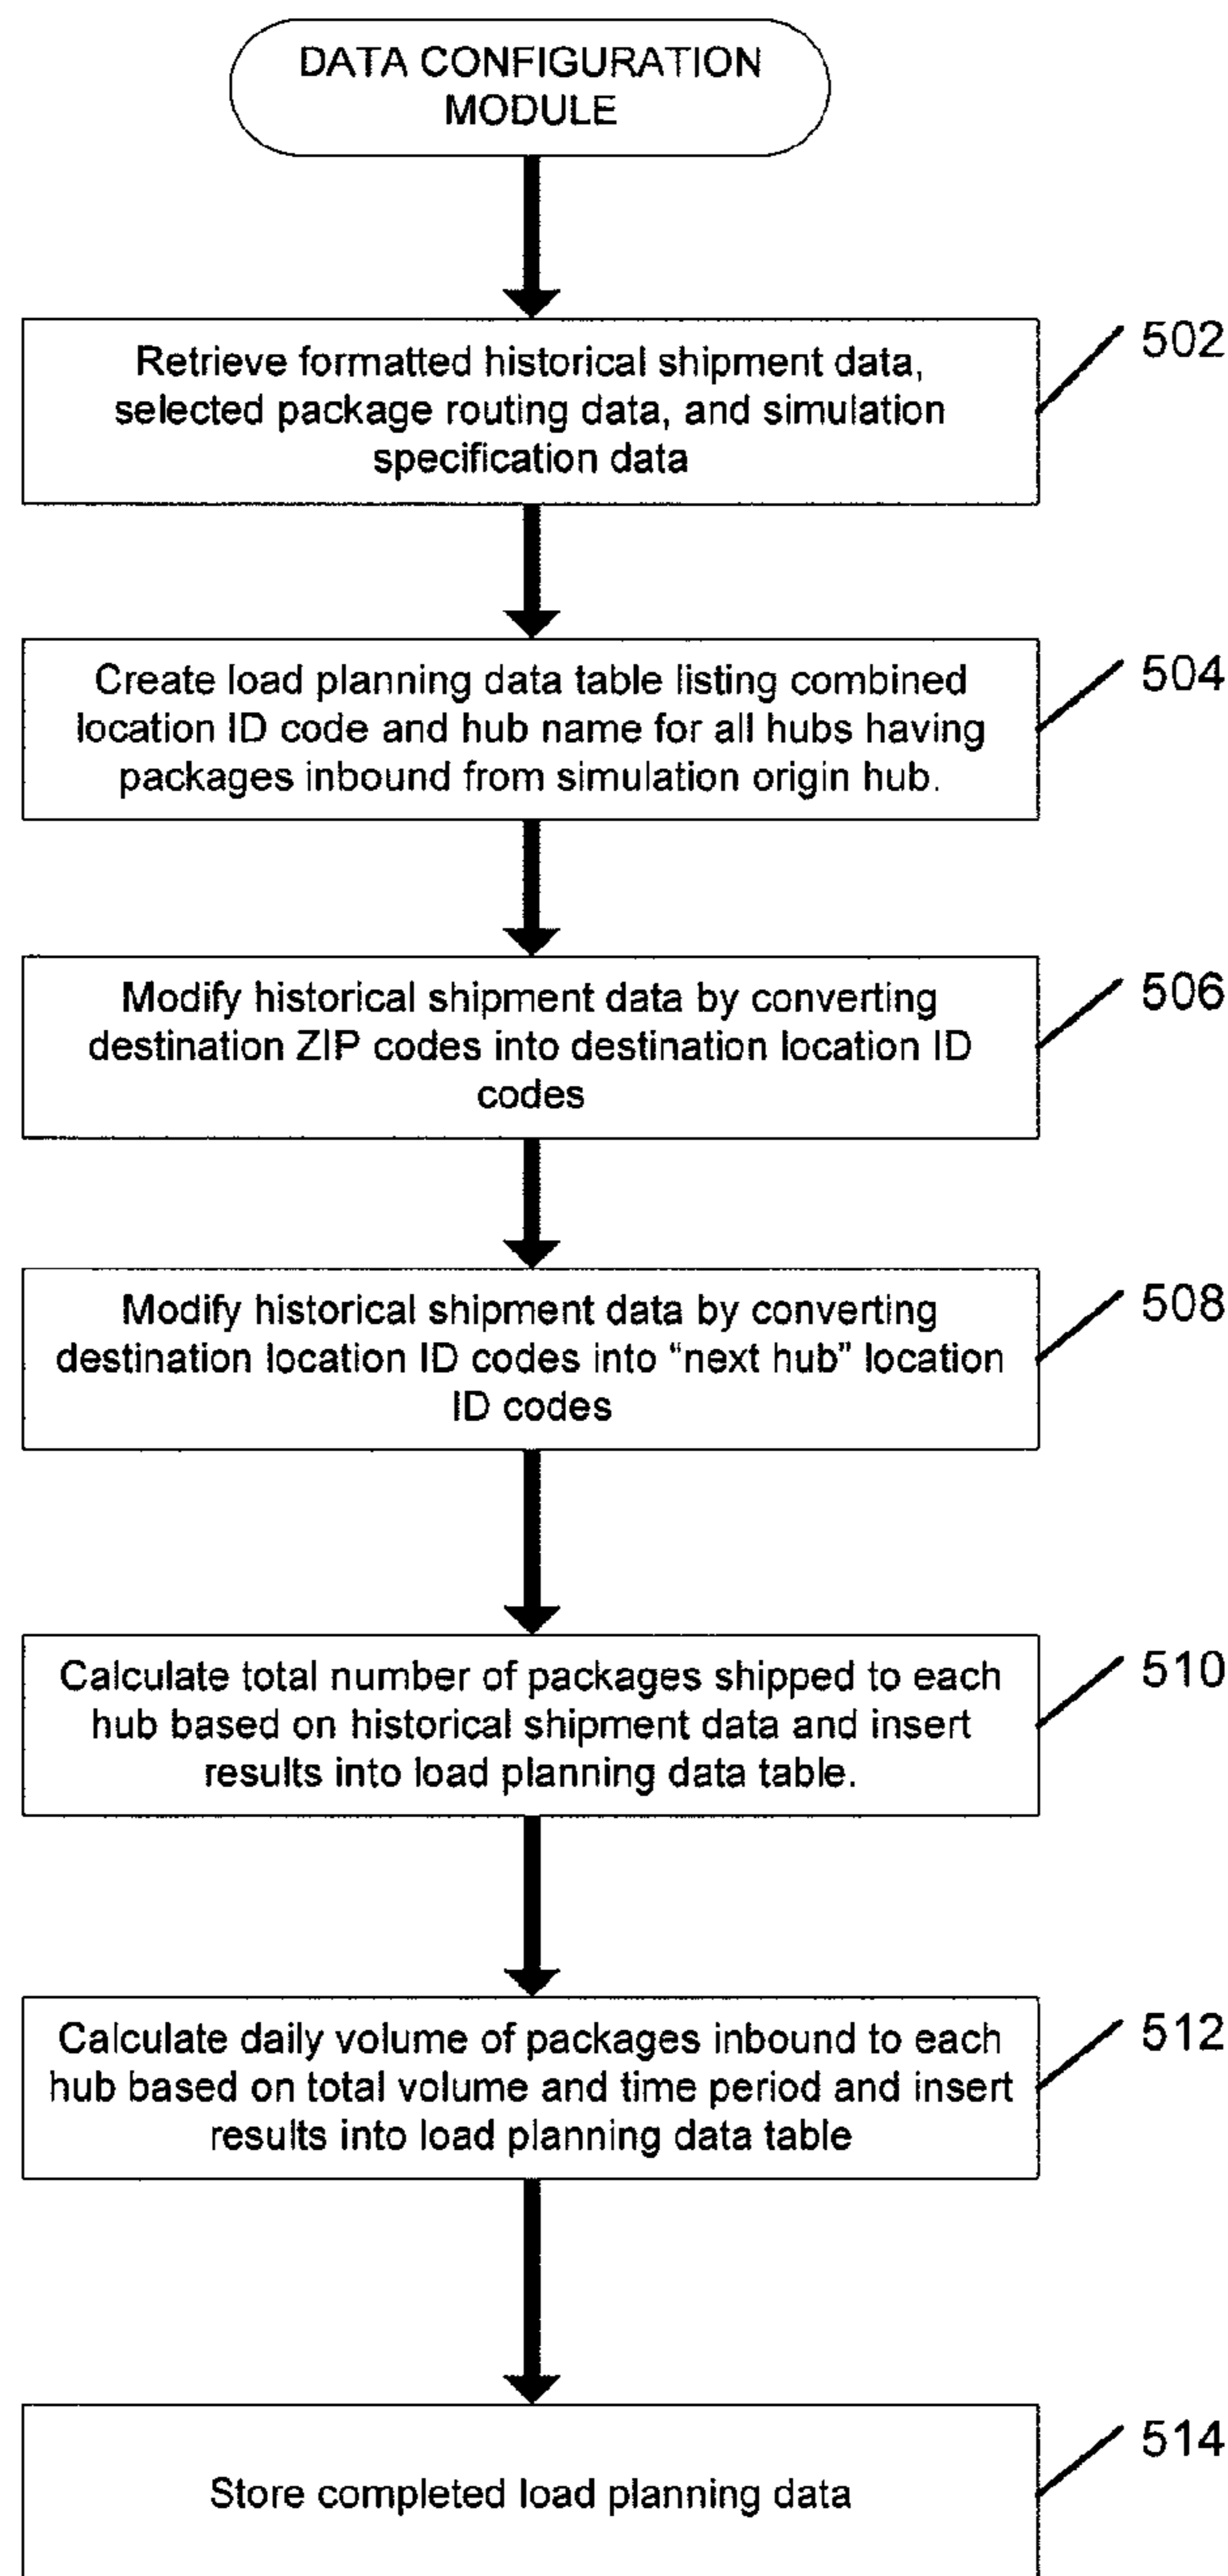 DATA CONFIGURATION
MODULE
Retrieve formatted historical shipment data,
selected package routing data, and simulation
specification data
502
Create load planning data table listing combined
location ID code and hub name for all hubs having
packages inbound from simulation origin hub.
504
Modify historical shipment data by converting
destination ZIP codes into destination location ID
codes
506
Modify historical shipment data by converting
destination location ID codes into “next hub” location
ID codes
508
Calculate total number of packages shipped to each
hub based on historical shipment data and insert
results into load planning data table.
510
Calculate daily volume of packages inbound to each
hub based on total volume and time period and insert
results into load planning data table
512
Store completed load planning data
514